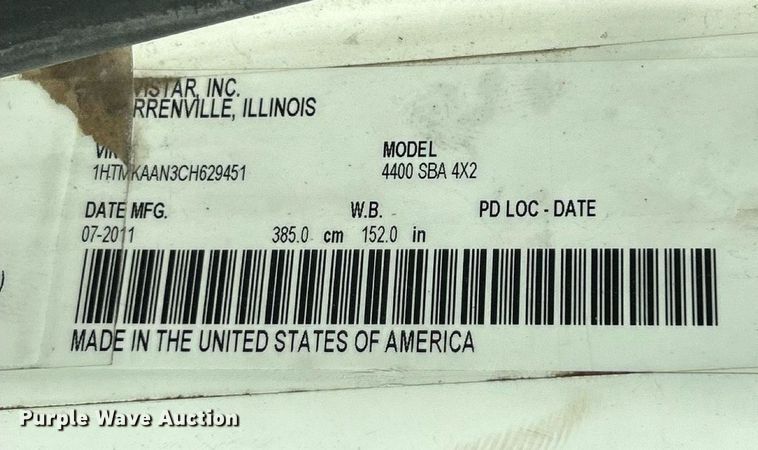 VISTAR, INC.
RRENVILLE, ILLINOIS
VIN MODEL
1HTMKAAN3CH629451 4400 SBA 4X2
DATE MFG. W.B. PD LOC - DATE
07-2011 385.0 cm 152.0 in
MADE IN THE UNITED STATES OF AMERICA
Purple Wave Auction